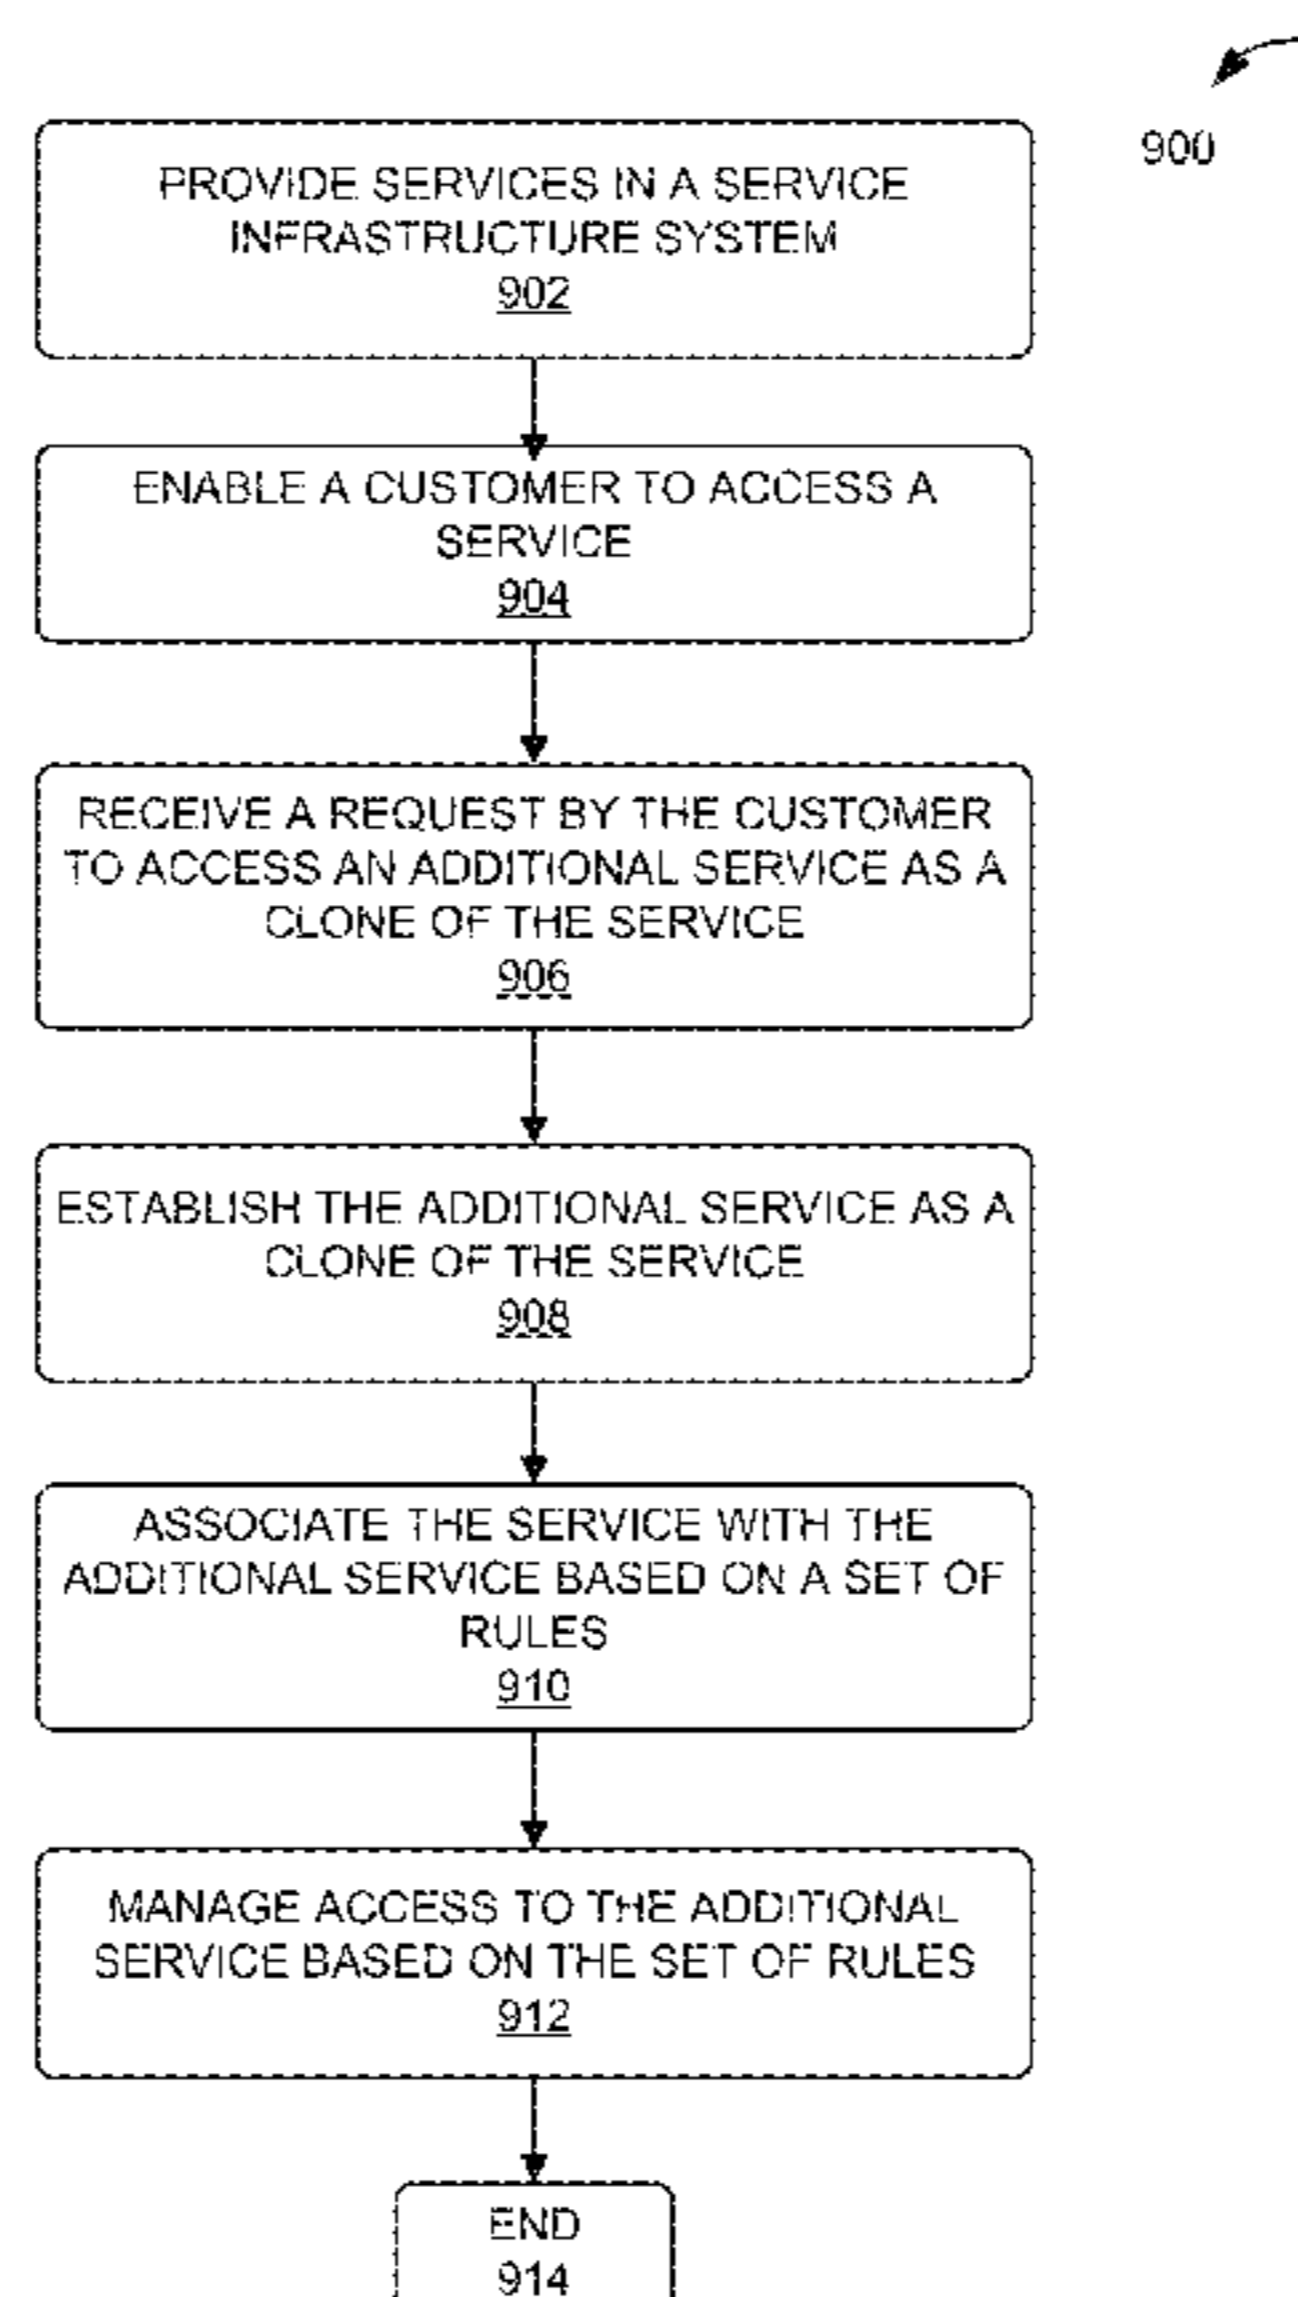 900
PROVIDE SERVICES IN A SERVICE
INFRASTRUCTURE SYSTEM
902
ENABLE A CUSTOMER TO ACCESS A
SERVICE
904
RECEIVE A REQUEST BY THE CUSTOMER
TO ACCESS AN ADDITIONAL SERVICE AS A
CLONE OF THE SERVICE
906
ESTABLISH THE ADDITIONAL SERVICE AS A
CLONE OF THE SERVICE
908
ASSOCIATE THE SERVICE WITH THE
ADDITIONAL SERVICE BASED ON A SET OF
RULES
910
MANAGE ACCESS TO THE ADDITIONAL
SERVICE BASED ON THE SET OF RULES
912
END
914